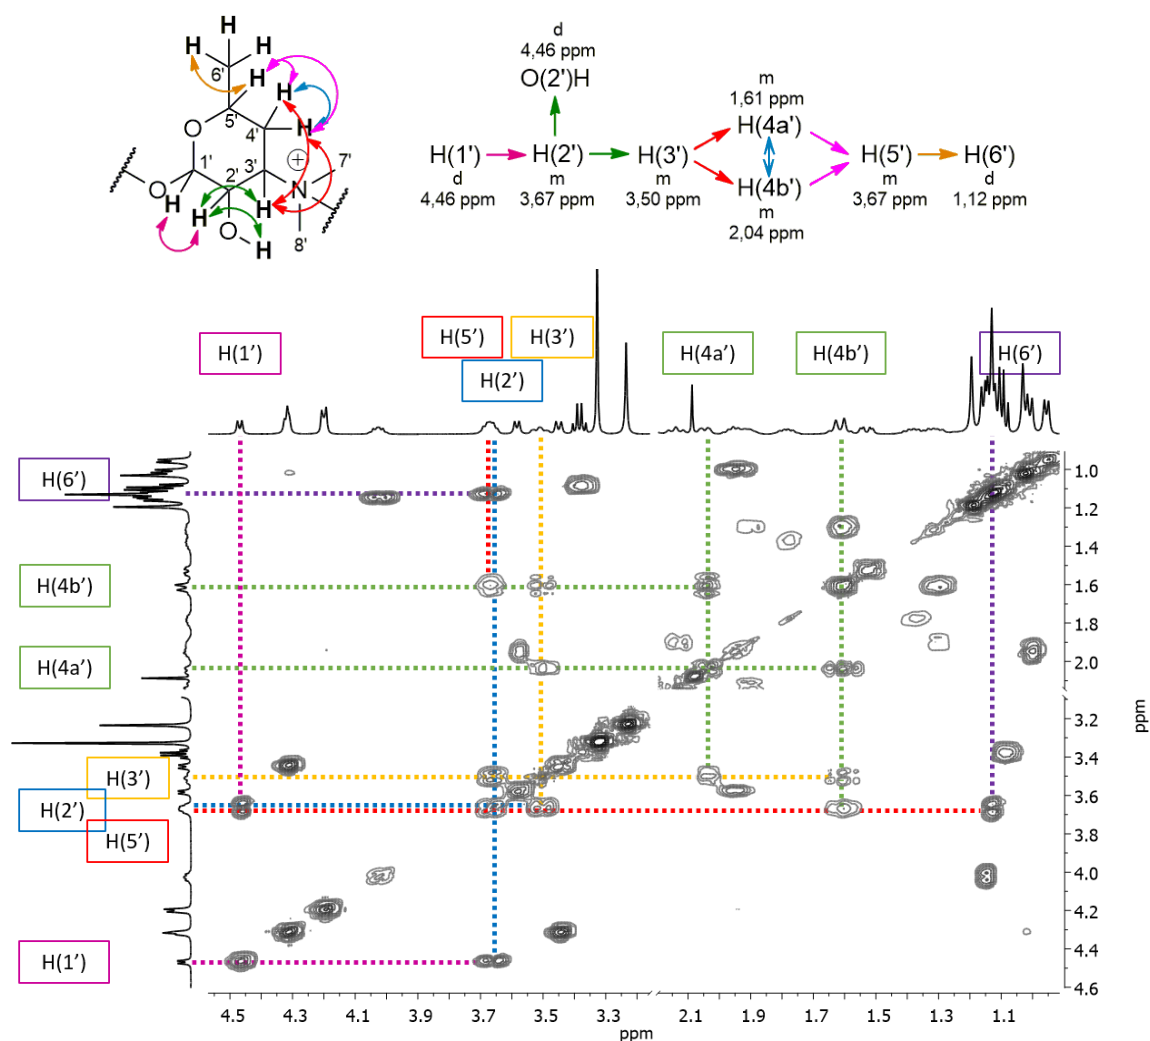 H
H H
6' H
H
5'
O 4' H
1' 3' ⊕ 7'
2' N
O H H H
O H 8'
d
4,46 ppm
O(2')H
m
1,61 ppm
H(4a')
H(1') H(2') H(3') H(5') H(6')
d m m m d
4,46 ppm 3,67 ppm 3,50 ppm 3,67 ppm 1,12 ppm
H(4b')
m
2,04 ppm
H(1') H(5') H(3') H(4a') H(4b') H(6')
H(2')
H(6')
H(4b')
H(4a')
H(3')
H(2')
H(5')
H(1')
1.0
1.2
1.4
1.6
1.8
2.0
3.2
3.4
3.6
3.8
4.0
4.2
4.4
4.6
ppm
4.5 4.3 4.1 3.9 3.7 3.5 3.3 2.1 1.9 1.7 1.5 1.3 1.1
ppm